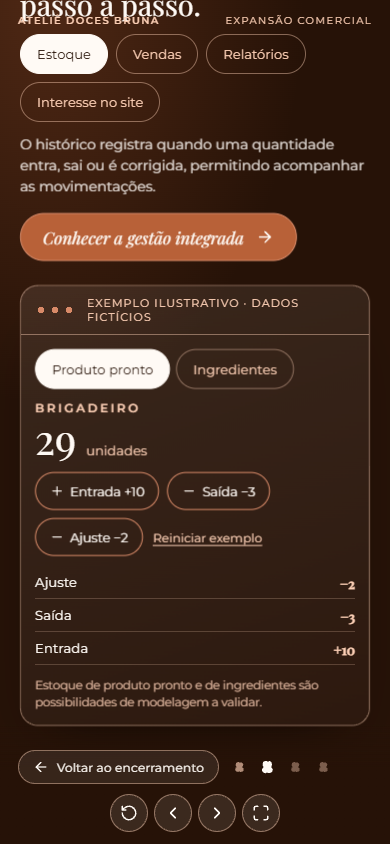 passo a passo.
ATELIÊ DOCES BRUNA
EXPANSÃO COMERCIAL
Estoque
Vendas
Relatórios
Interesse no site
O histórico registra quando uma quantidade
entra, sai ou é corrigida, permitindo acompanhar
as movimentações.
Conhecer a gestão integrada →
EXEMPLO ILUSTRATIVO · DADOS
FICTÍCIOS
Produto pronto
Ingredientes
BRIGADEIRO
29 unidades
+ Entrada +10
− Saída −3
− Ajuste −2
Reiniciar exemplo
Ajuste −2
Saída −3
Entrada +10
Estoque de produto pronto e de ingredientes são
possibilidades de modelagem a validar.
← Voltar ao encerramento